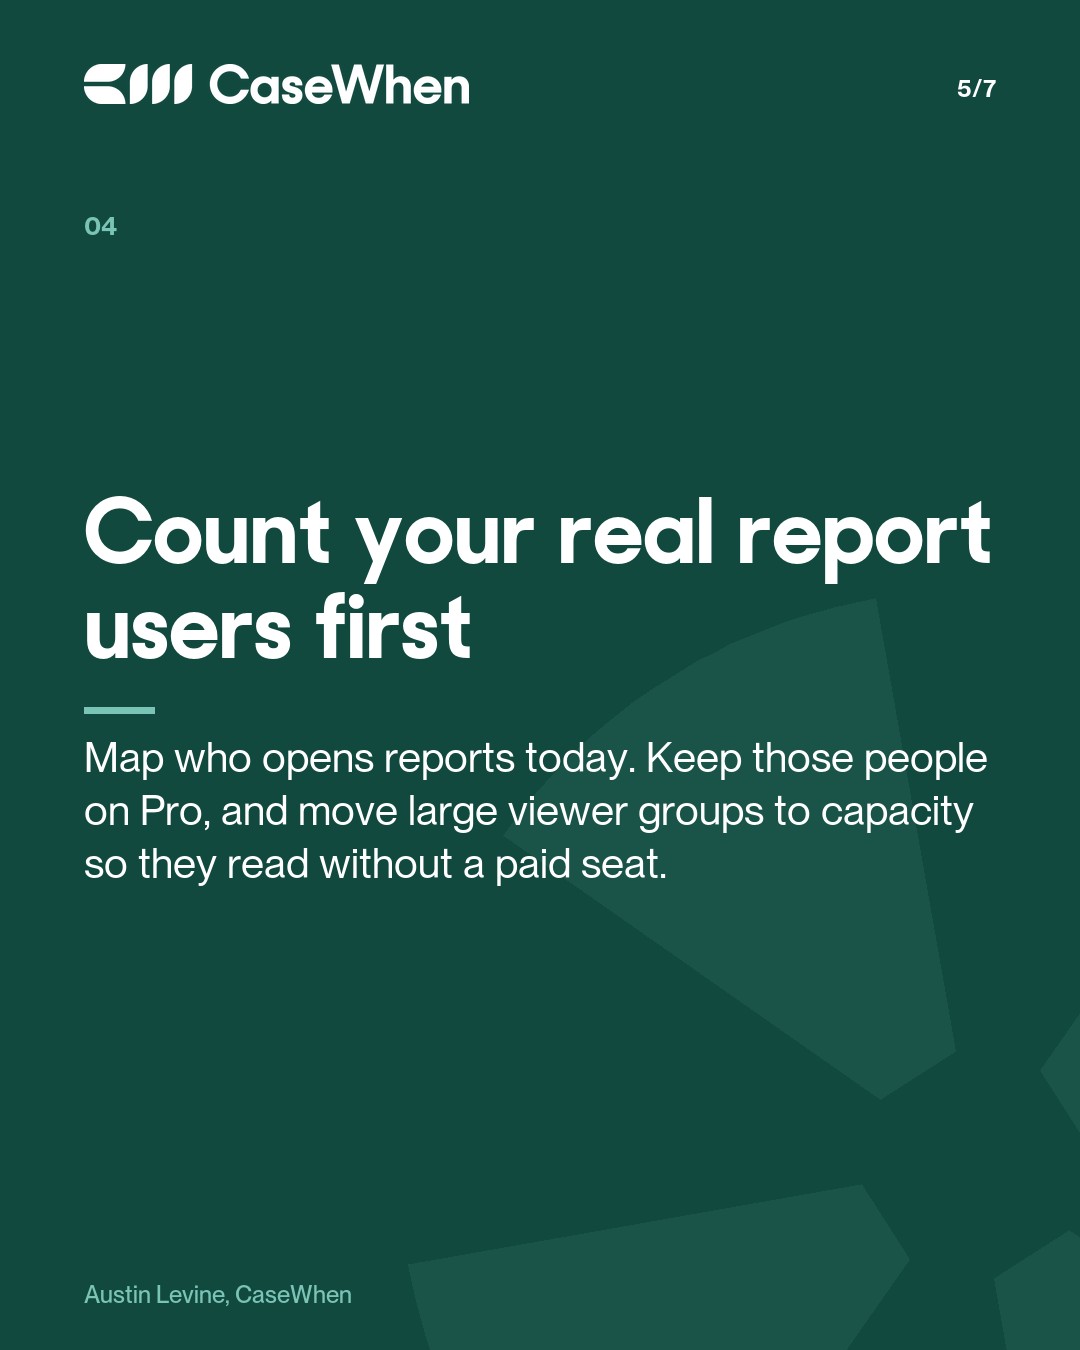 CaseWhen
5/7
04
Count your real report
users first
Map who opens reports today. Keep those people
on Pro, and move large viewer groups to capacity
so they read without a paid seat.
Austin Levine, CaseWhen